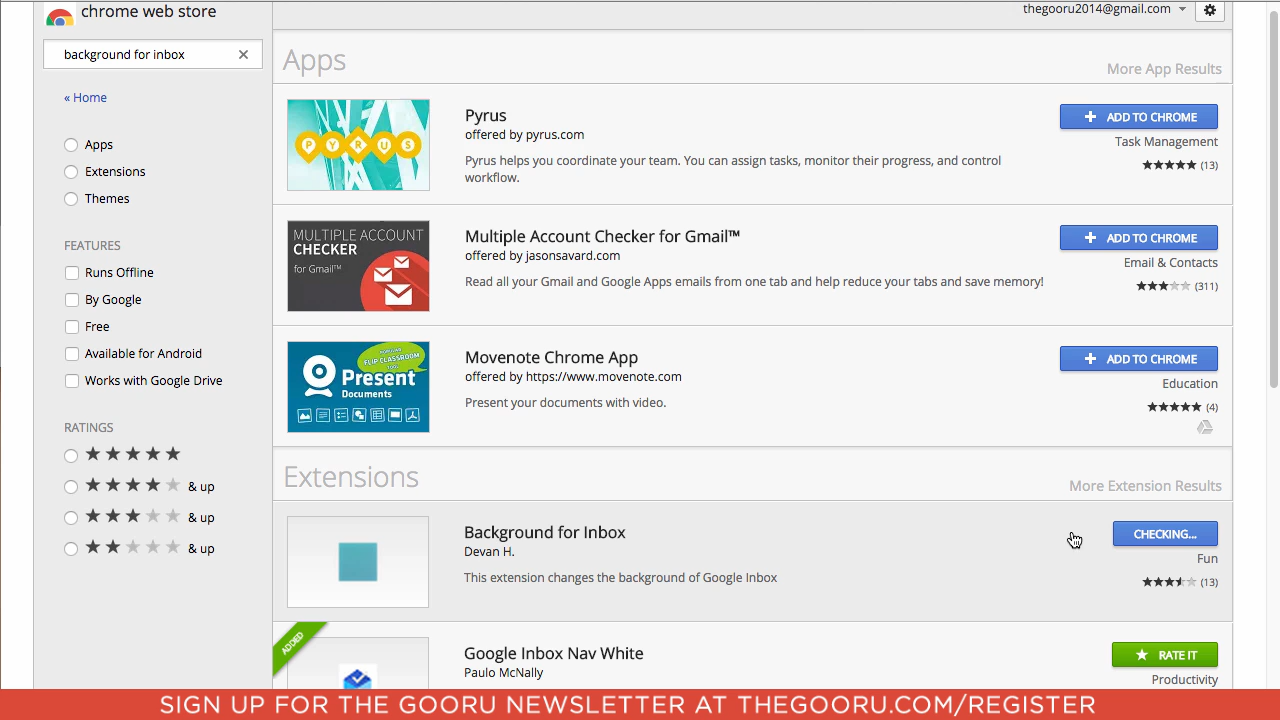 chrome web store
thegooru2014@gmail.com
background for inbox
« Home
Apps
Extensions
Themes
FEATURES
Runs Offline
By Google
Free
Available for Android
Works with Google Drive
RATINGS
& up
& up
& up
Apps
More App Results
PYRUS
Pyrus
offered by pyrus.com
Pyrus helps you coordinate your team. You can assign tasks, monitor their progress, and control
workflow.
ADD TO CHROME
Task Management
(13)
MULTIPLE ACCOUNT
CHECKER
for Gmail™
Multiple Account Checker for Gmail™
offered by jasonsavard.com
Read all your Gmail and Google Apps emails from one tab and help reduce your tabs and save memory!
ADD TO CHROME
Email & Contacts
(311)
FLIP CLASSROOM
Present
Documents
Movenote Chrome App
offered by https://www.movenote.com
Present your documents with video.
ADD TO CHROME
Education
(4)
Extensions
More Extension Results
Background for Inbox
Devan H.
This extension changes the background of Google Inbox
CHECKING...
Fun
(13)
ADDED
Google Inbox Nav White
Paulo McNally
RATE IT
Productivity
SIGN UP FOR THE GOORU NEWSLETTER AT THEGOORU.COM/REGISTER